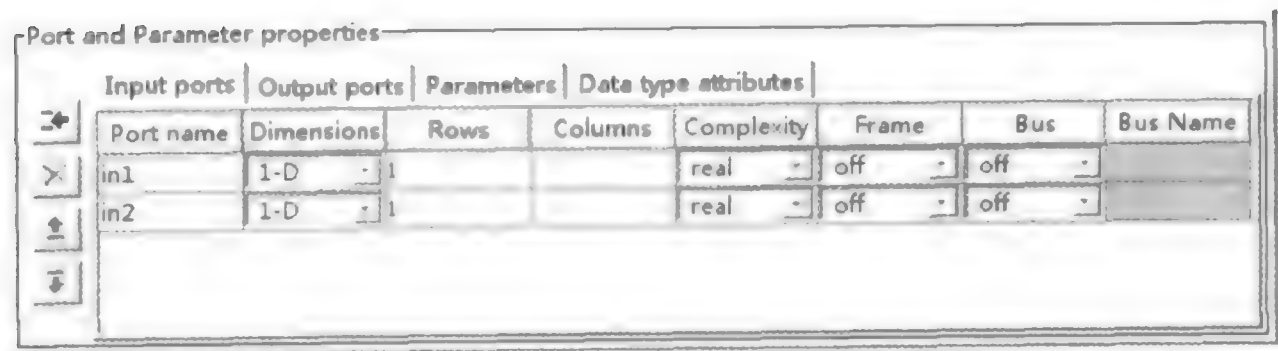 Port and Parameter properties
Input ports Output ports Parameters Data type attributes
Port name Dimensions Rows Columns Complexity Frame Bus Bus Name
in1 1-D 1 real off off
in2 1-D 1 real off off